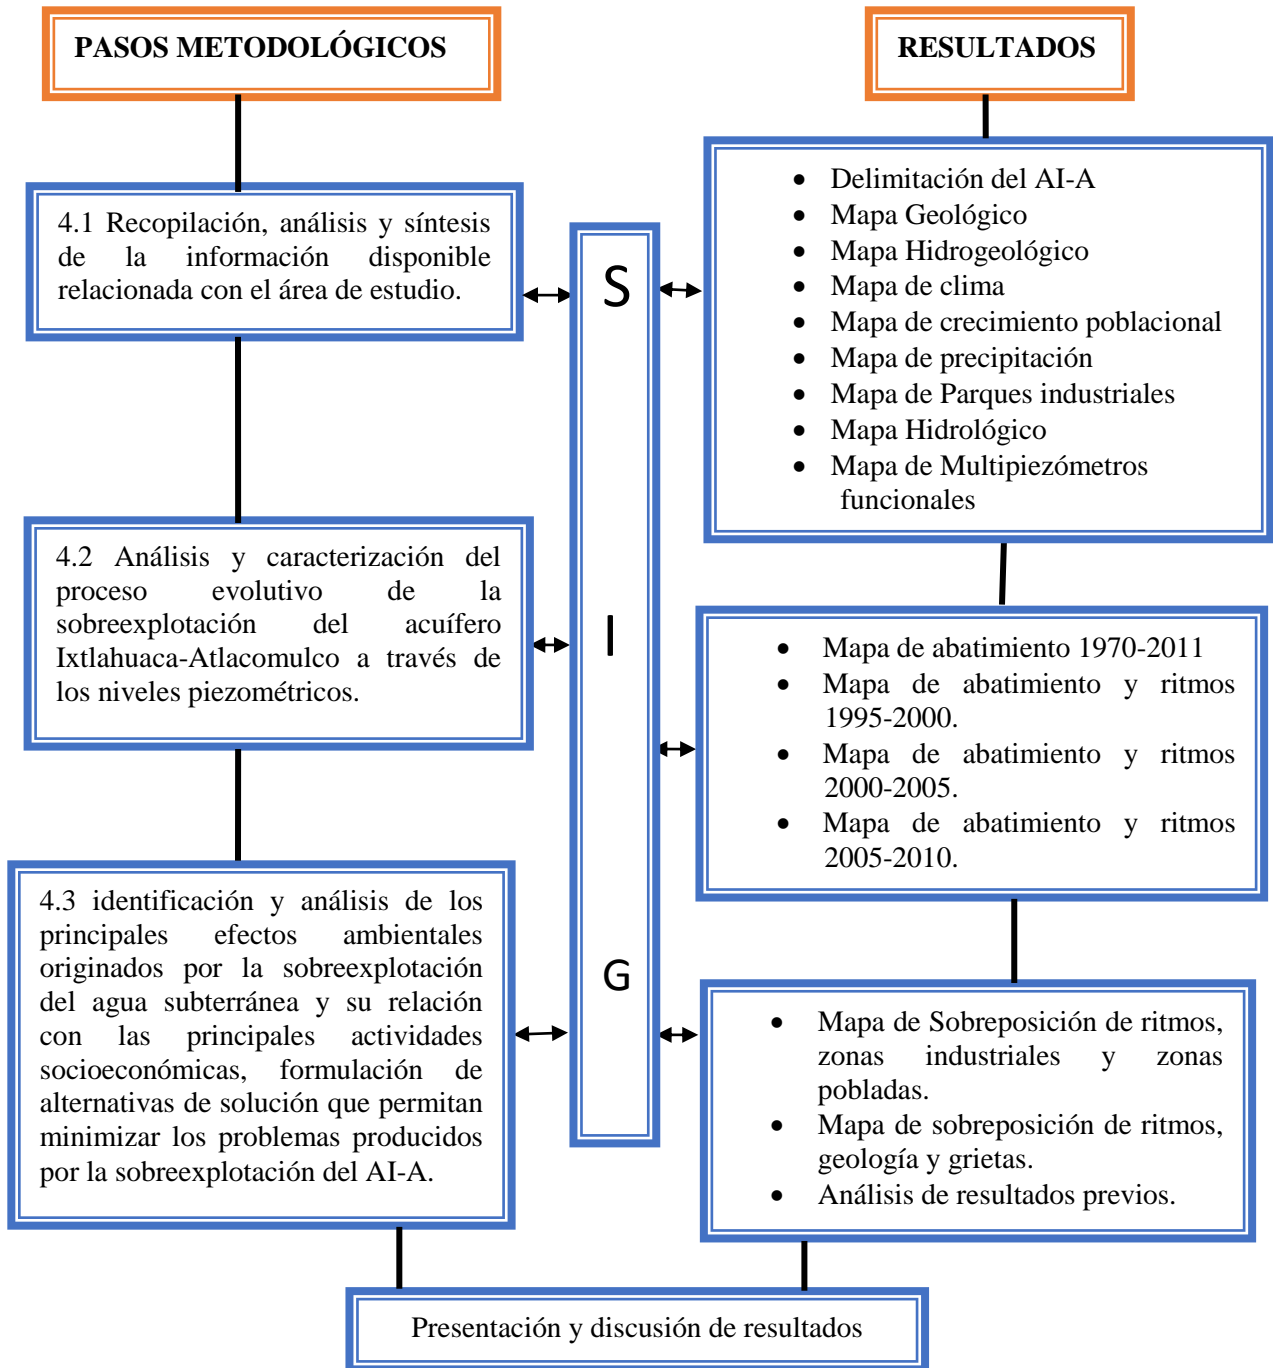 PASOS METODOLÓGICOS
4.1 Recopilación, análisis y síntesis
de la información disponible
relacionada con el área de estudio.
4.2 Análisis y caracterización del
proceso evolutivo de la
sobreexplotación del acuífero
Ixtlahuaca-Atlacomulco a través de
los niveles piezométricos.
4.3 identificación y análisis de los
principales efectos ambientales
originados por la sobreexplotación
del agua subterránea y su relación
con las principales actividades
socioeconómicas, formulación de
alternativas de solución que permitan
minimizar los problemas producidos
por la sobreexplotación del AI-A.
S
I
G
RESULTADOS
• Delimitación del AI-A
• Mapa Geológico
• Mapa Hidrogeológico
• Mapa de clima
• Mapa de crecimiento poblacional
• Mapa de precipitación
• Mapa de Parques industriales
• Mapa Hidrológico
• Mapa de Multipiezómetros
funcionales
• Mapa de abatimiento 1970-2011
• Mapa de abatimiento y ritmos
1995-2000.
• Mapa de abatimiento y ritmos
2000-2005.
• Mapa de abatimiento y ritmos
2005-2010.
• Mapa de Sobreposición de ritmos,
zonas industriales y zonas
pobladas.
• Mapa de sobreposición de ritmos,
geología y grietas.
• Análisis de resultados previos.
Presentación y discusión de resultados